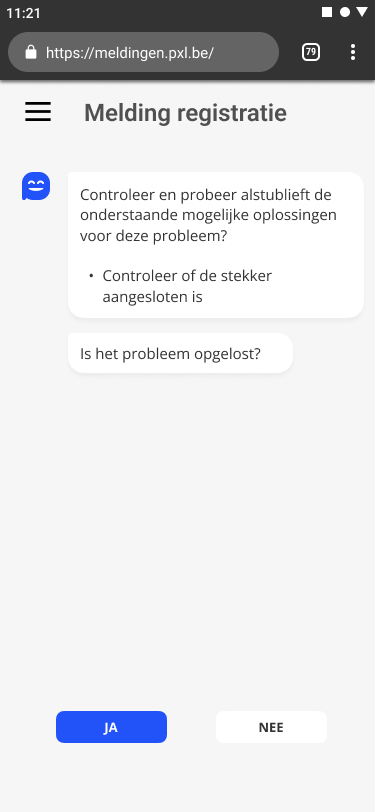 11:21
https://meldingen.pxl.be/
79
Melding registratie
Controleer en probeer alstublieft de
onderstaande mogelijke oplossingen
voor deze probleem?
• Controleer of de stekker
aangesloten is
Is het probleem opgelost?
JA
NEE